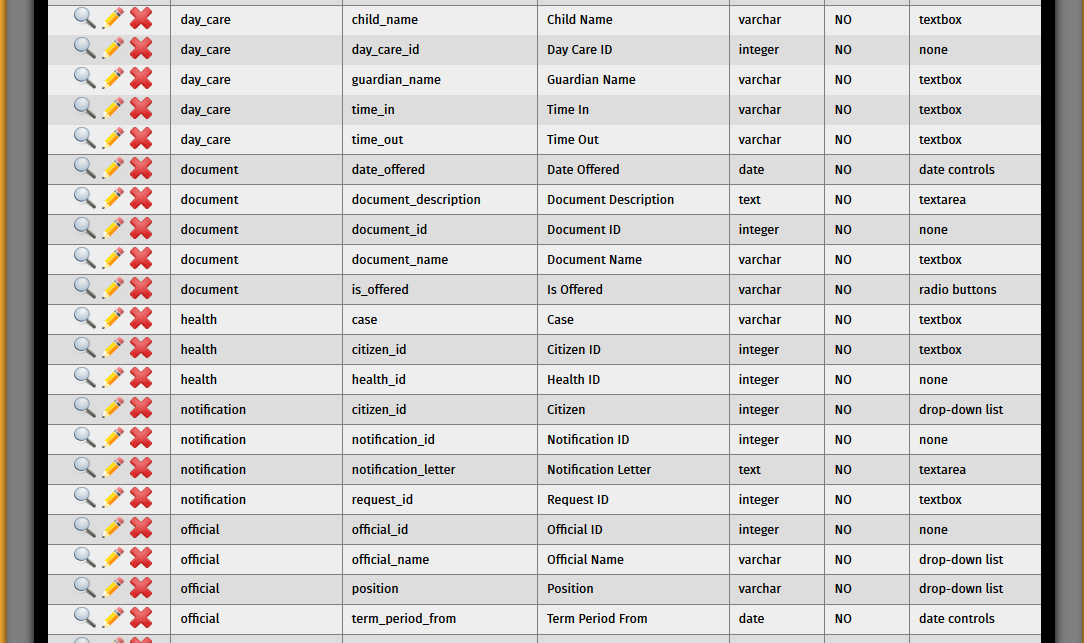 day_care child_name Child Name varchar NO textbox
day_care day_care_id Day Care ID integer NO none
day_care guardian_name Guardian Name varchar NO textbox
day_care time_in Time In varchar NO textbox
day_care time_out Time Out varchar NO textbox
document date_offered Date Offered date NO date controls
document document_description Document Description text NO textarea
document document_id Document ID integer NO none
document document_name Document Name varchar NO textbox
document is_offered Is Offered varchar NO radio buttons
health case Case varchar NO textbox
health citizen_id Citizen ID integer NO textbox
health health_id Health ID integer NO none
notification citizen_id Citizen integer NO drop-down list
notification notification_id Notification ID integer NO none
notification notification_letter Notification Letter text NO textarea
notification request_id Request ID integer NO textbox
official official_id Official ID integer NO none
official official_name Official Name varchar NO drop-down list
official position Position varchar NO drop-down list
official term_period_from Term Period From date NO date controls